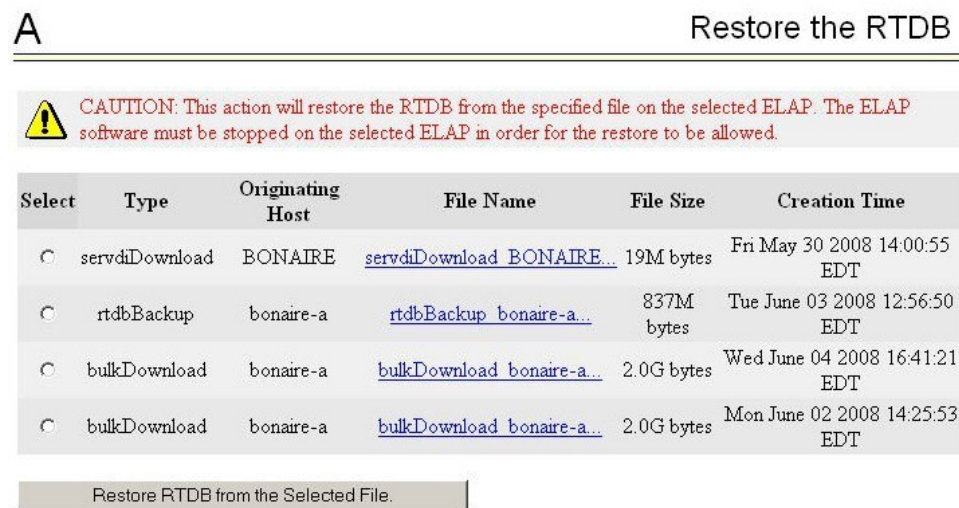 A
Restore the RTDB
CAUTION: This action will restore the RTDB from the specified file on the selected ELAP. The ELAP
software must be stopped on the selected ELAP in order for the restore to be allowed.
Select Type Originating Host File Name File Size Creation Time
servdiDownload BONAIRE servdiDownload_BONAIRE... 19M bytes Fri May 30 2008 14:00:55 EDT
rtdbBackup bonaire-a rtdbBackup_bonaire-a... 837M bytes Tue June 03 2008 12:56:50 EDT
bulkDownload bonaire-a bulkDownload_bonaire-a... 2.0G bytes Wed June 04 2008 16:41:21 EDT
bulkDownload bonaire-a bulkDownload_bonaire-a... 2.0G bytes Mon June 02 2008 14:25:53 EDT
Restore RTDB from the Selected File.